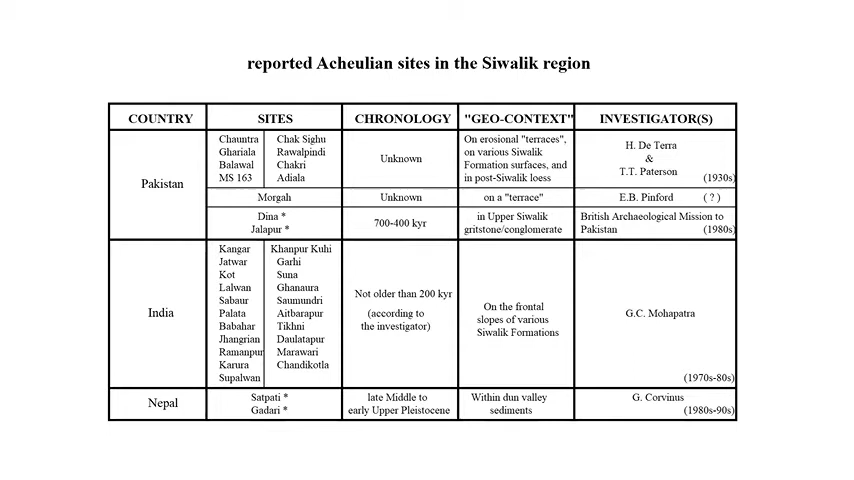 reported Acheulian sites in the Siwalik region
COUNTRY SITES CHRONOLOGY "GEO-CONTEXT" INVESTIGATOR(S)
Pakistan
Chauntra Chak Sighu
Ghariala Rawalpindi
Balawal Chakri
MS 163 Adiala
Unknown
On erosional "terraces",
on various Siwalik
Formation surfaces, and
in post-Siwalik loess
H. De Terra
&
T.T. Paterson
(1930s)
Morgah Unknown on a "terrace" E.B. Pinford ( ? )
Dina *
Jalapur *
700-400 kyr
in Upper Siwalik
gritstone/conglomerate
British Archaeological Mission to
Pakistan (1980s)
India
Kangar Khanpur Kuhi
Jatwar Garhi
Kot Suna
Lalwan Ghanaura
Sabaur Saumundri
Palata Aitbarapur
Babahar Tikhni
Jhangrian Daulatapur
Ramanpur Marawari
Karura Chandikotla
Supalwan
Not older than 200 kyr
(according to
the investigator)
On the frontal
slopes of various
Siwalik Formations
G.C. Mohapatra
(1970s-80s)
Nepal
Satpati *
Gadari *
late Middle to
early Upper Pleistocene
Within dun valley
sediments
G. Corvinus
(1980s-90s)